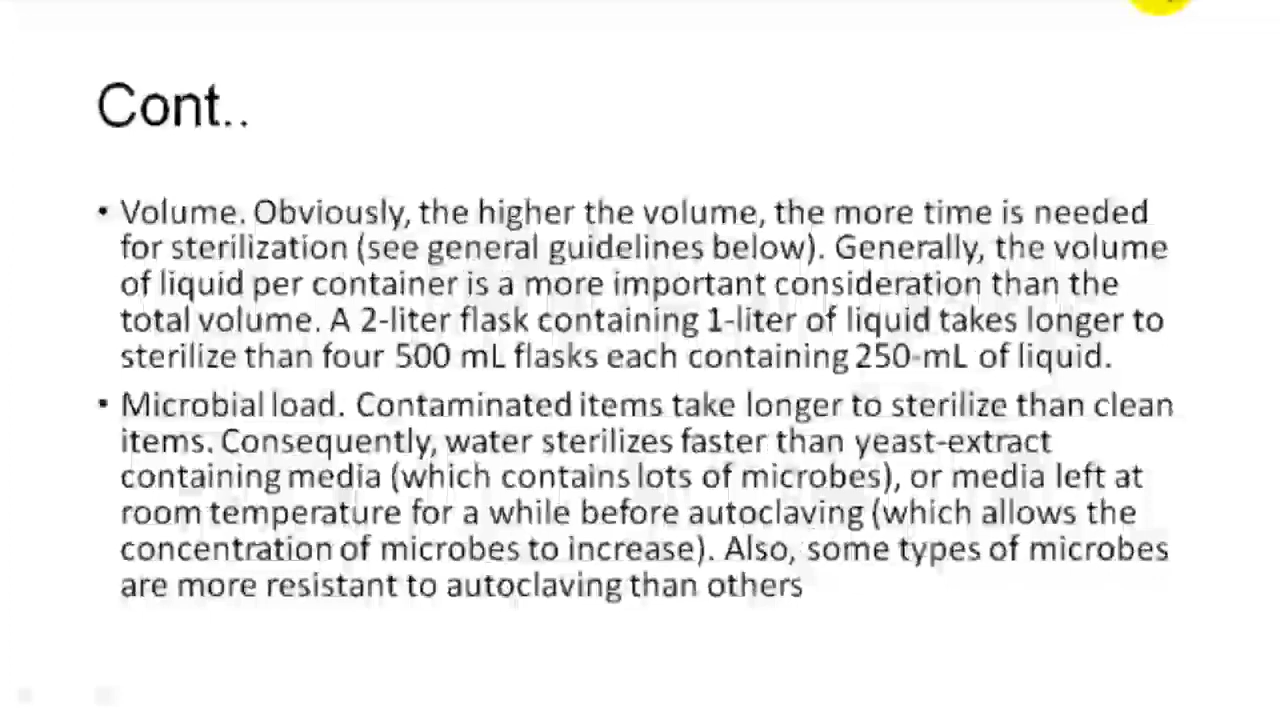 Cont..
• Volume. Obviously, the higher the volume, the more time is needed
for sterilization (see general guidelines below). Generally, the volume
of liquid per container is a more important consideration than the
total volume. A 2-liter flask containing 1-liter of liquid takes longer to
sterilize than four 500 mL flasks each containing 250-mL of liquid.
• Microbial load. Contaminated items take longer to sterilize than clean
items. Consequently, water sterilizes faster than yeast-extract
containing media (which contains lots of microbes), or media left at
room temperature for a while before autoclaving (which allows the
concentration of microbes to increase). Also, some types of microbes
are more resistant to autoclaving than others